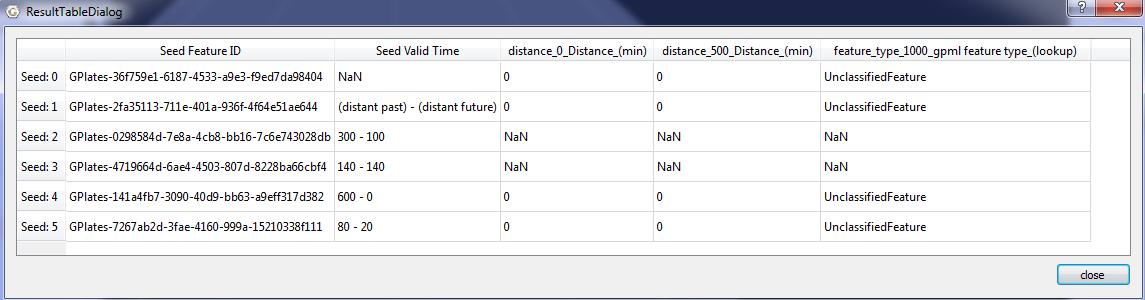 ResultTableDialog
Seed Feature ID Seed Valid Time distance_0_Distance_(min) distance_500_Distance_(min) feature_type_1000_gpml feature type_(lookup)
Seed: 0 GPlates-36f759e1-6187-4533-a9e3-f9ed7da98404 NaN 0 0 UnclassifiedFeature
Seed: 1 GPlates-2fa35113-711e-401a-936f-4f64e51ae644 (distant past) - (distant future) 0 0 UnclassifiedFeature
Seed: 2 GPlates-0298584d-7e8a-4cb8-bb16-7c6e743028db 300 - 100 NaN NaN NaN
Seed: 3 GPlates-4719664d-6ae4-4503-807d-8228ba66cbf4 140 - 140 NaN NaN NaN
Seed: 4 GPlates-141a4fb7-3090-40d9-bb63-a9eff317d382 600 - 0 0 0 UnclassifiedFeature
Seed: 5 GPlates-7267ab2d-3fae-4160-999a-15210338f111 80 - 20 0 0 UnclassifiedFeature
close